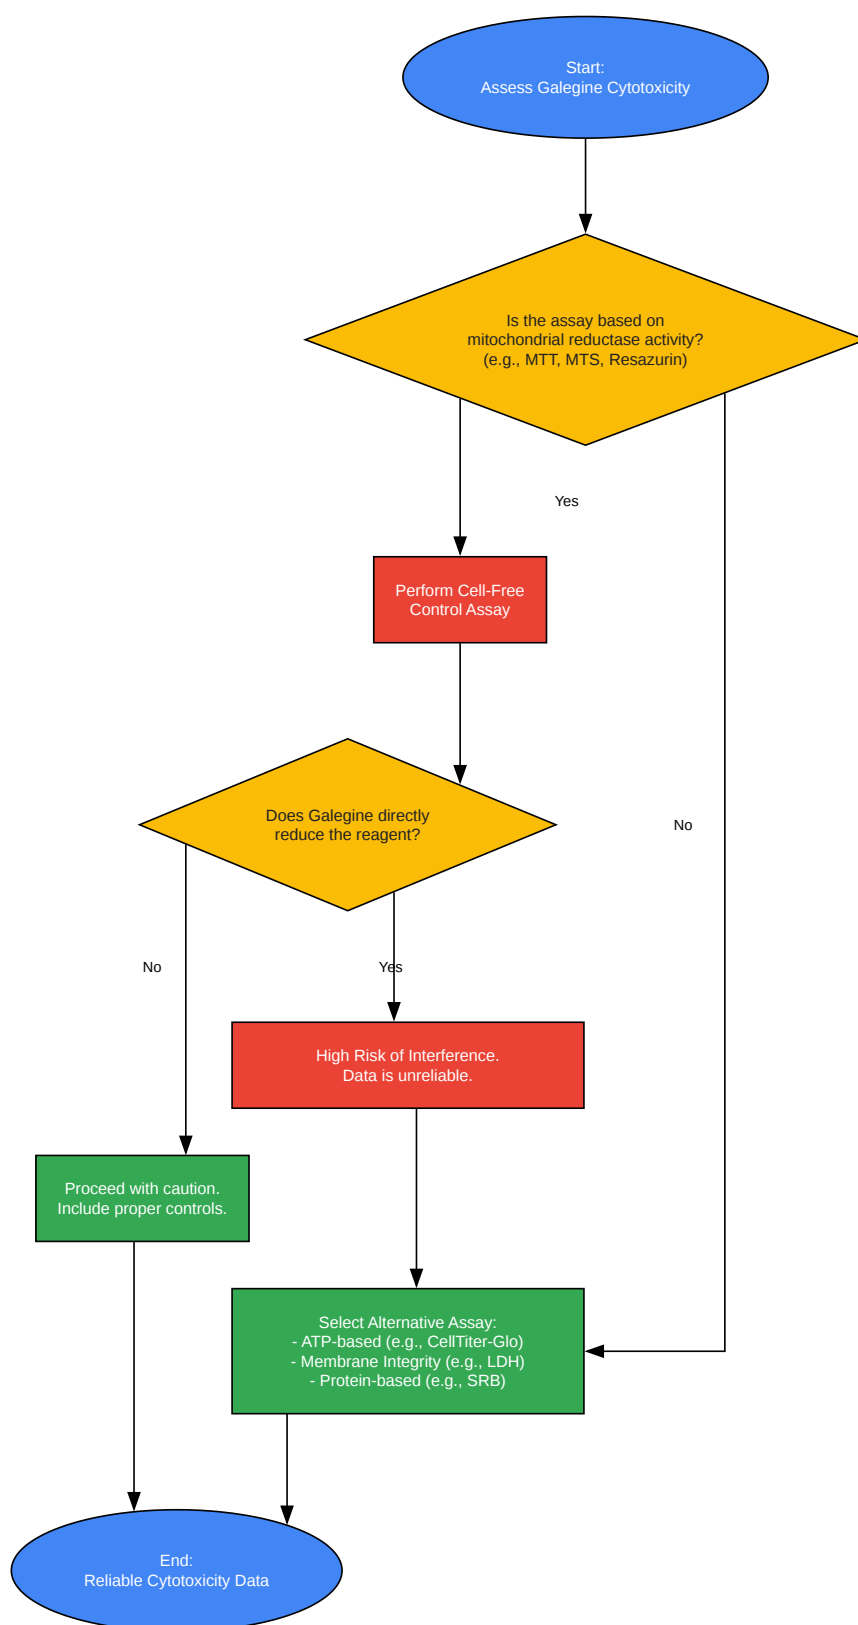 Start:
Assess Galegine Cytotoxicity
Is the assay based on
mitochondrial reductase activity?
(e.g., MTT, MTS, Resazurin)
Yes
Perform Cell-Free
Control Assay
Does Galegine directly
reduce the reagent?
No
No
Yes
High Risk of Interference.
Data is unreliable.
Proceed with caution.
Include proper controls.
Select Alternative Assay:
- ATP-based (e.g., CellTiter-Glo)
- Membrane Integrity (e.g., LDH)
- Protein-based (e.g., SRB)
End:
Reliable Cytotoxicity Data